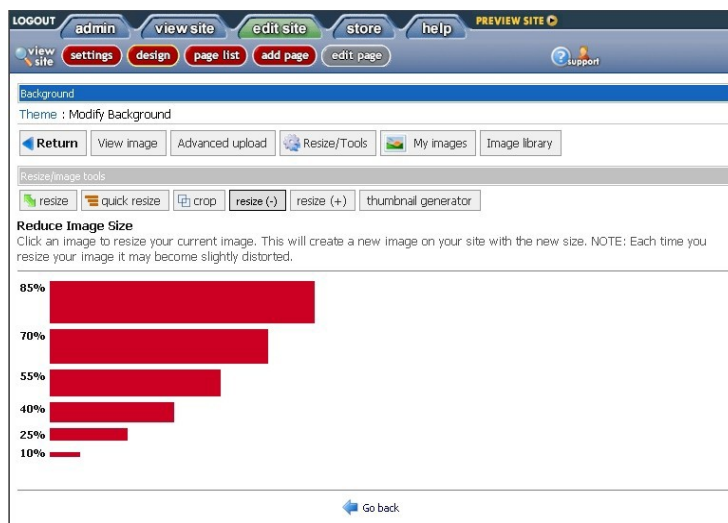 LOGOUT admin view site edit site store help PREVIEW SITE
view site settings design page list add page edit page support
Background
Theme : Modify Background
Return View image Advanced upload Resize/Tools My images Image library
Resize/image tools
resize quick resize crop resize (-) resize (+) thumbnail generator
Reduce Image Size
Click an image to resize your current image. This will create a new image on your site with the new size. NOTE: Each time you
resize your image it may become slightly distorted.
85%
70%
55%
40%
25%
10%
Go back